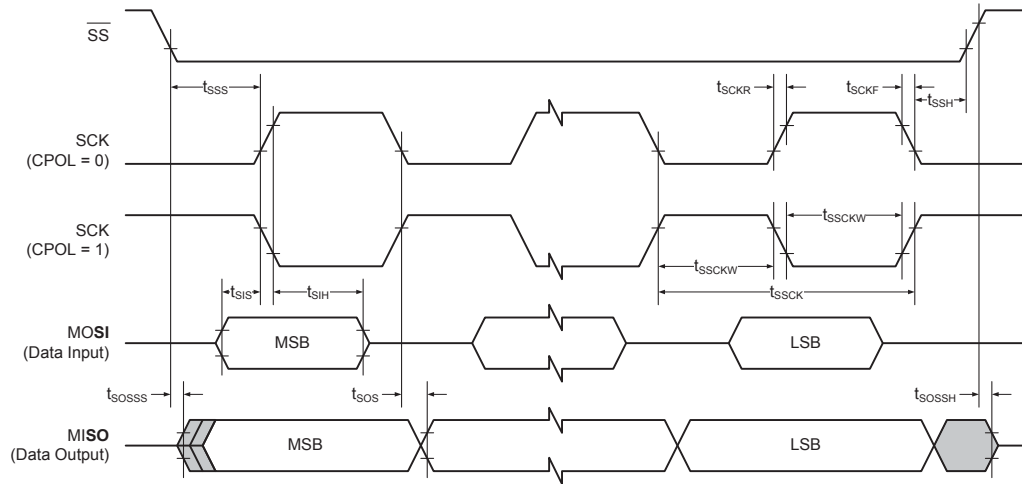 SS
tSSS
tSCKR
tSCKF
tSSH
SCK
(CPOL = 0)
SCK
(CPOL = 1)
tSSCKW
tSSCKW
tSSCK
tSIS
tSIH
MOSI
(Data Input)
MSB
LSB
tSOSSS
tSOS
tSOSSH
MISO
(Data Output)
MSB
LSB